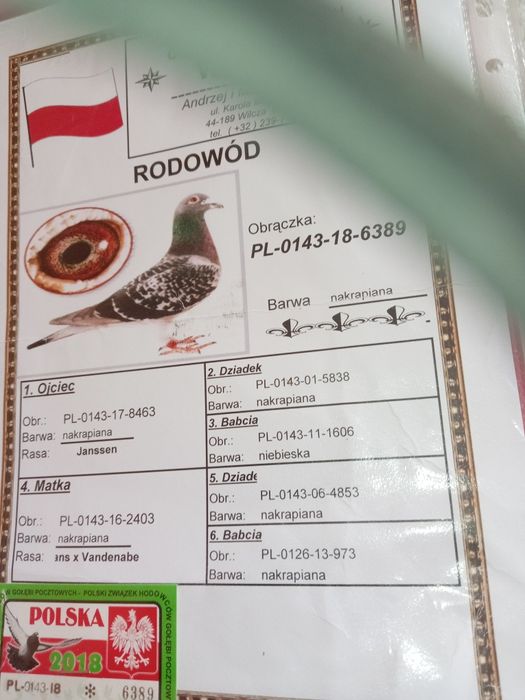 Andrzej i
ul. Karola
44-189 Wilcza
tel. (+32) 239-
RODOWÓD
Obrączka:
PL-0143-18-6389
Barwa nakrapiana
1. Ojciec
Obr.: PL-0143-17-8463
Barwa: nakrapiana
Rasa: Janssen
2. Dziadek
Obr.: PL-0143-01-5838
Barwa: nakrapiana
3. Babcia
Obr.: PL-0143-11-1606
Barwa: niebieska
4. Matka
Obr.: PL-0143-16-2403
Barwa: nakrapiana
Rasa: ans x Vandenabe
5. Dziadek
Obr.: PL-0143-06-4853
Barwa: nakrapiana
6. Babcia
Obr.: PL-0126-13-973
Barwa: nakrapiana
W GOŁĘBI POCZTOWYCH - POLSKI ZWIĄZEK HODOWCÓW GOŁĘBI POCZTOW
POLSKA
2018
PL-0143-18 * 6389